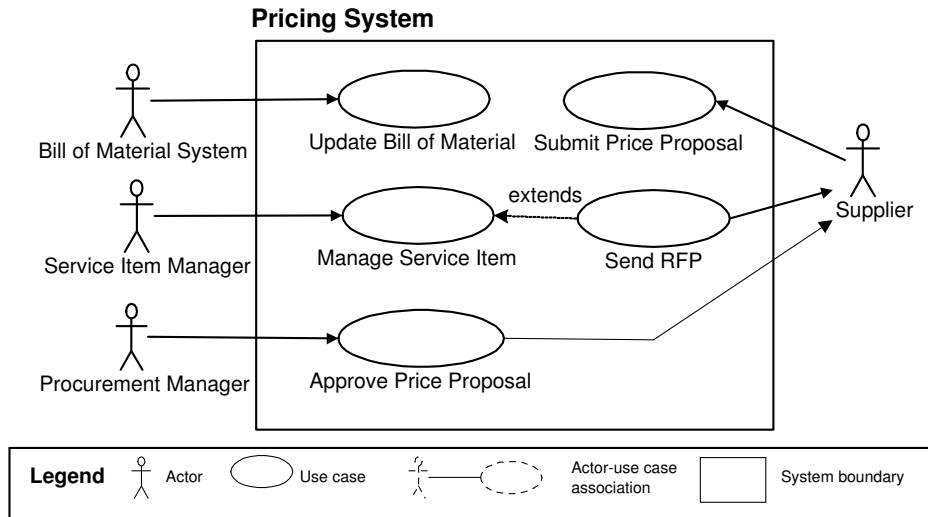 Pricing System
Bill of Material System
Update Bill of Material
Submit Price Proposal
Supplier
extends
Service Item Manager
Manage Service Item
Send RFP
Procurement Manager
Approve Price Proposal
Legend
Actor
Use case
Actor-use case
association
System boundary